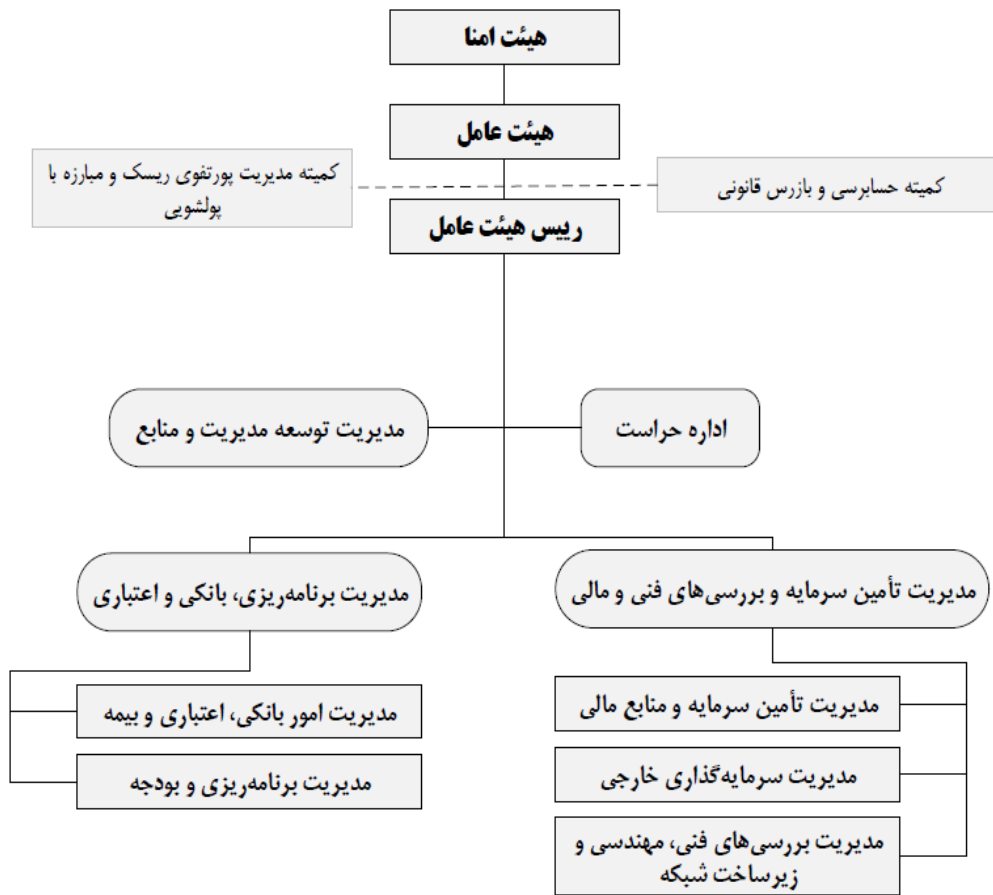 هیئت امنا
هیئت عامل
کمیته حسابرسی و بازرس قانونی
کمیته مدیریت پورتفوی ریسک و مبارزه با
پولشویی
رییس هیئت عامل
اداره حراست
مدیریت توسعه مدیریت و منابع
مدیریت تأمین سرمایه و بررسی‌های فنی و مالی
مدیریت تأمین سرمایه و منابع مالی
مدیریت سرمایه‌گذاری خارجی
مدیریت بررسی‌های فنی، مهندسی و
زیرساخت شبکه
مدیریت برنامه‌ریزی، بانکی و اعتباری
مدیریت امور بانکی، اعتباری و بیمه
مدیریت برنامه‌ریزی و بودجه